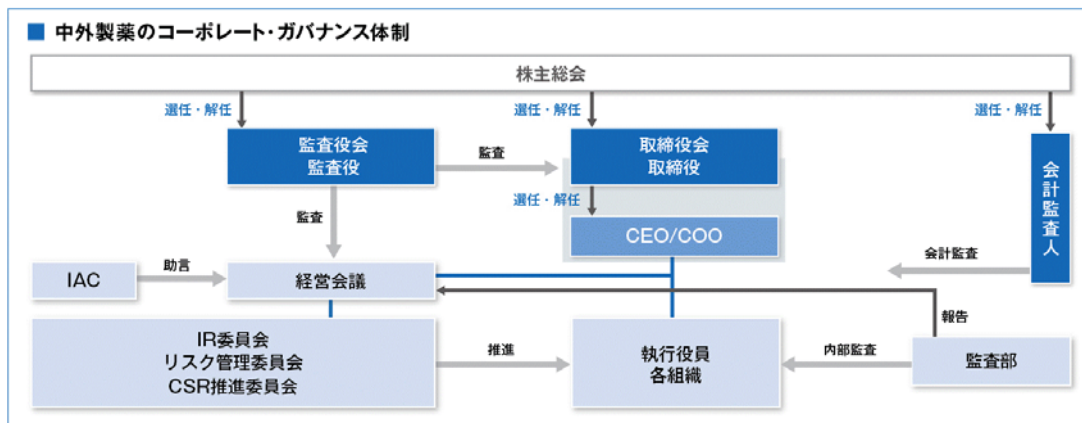 中外製薬のコーポレート・ガバナンス体制
株主総会
選任・解任
選任・解任
選任・解任
監査役会
監査役
監査
取締役会
取締役
会計監査人
選任・解任
監査
CEO/COO
会計監査
IAC
助言
経営会議
報告
IR委員会
リスク管理委員会
CSR推進委員会
推進
執行役員
各組織
内部監査
監査部